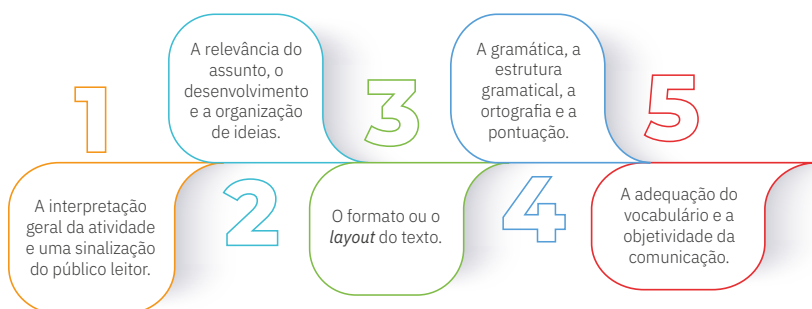 1
A interpretação
geral da atividade
e uma sinalização
do público leitor.
2
A relevância do
assunto, o
desenvolvimento
e a organização
de ideias.
3
O formato ou o
layout do texto.
4
A gramática, a
estrutura
gramatical, a
ortografia e a
pontuação.
5
A adequação do
vocabulário e a
objetividade da
comunicação.